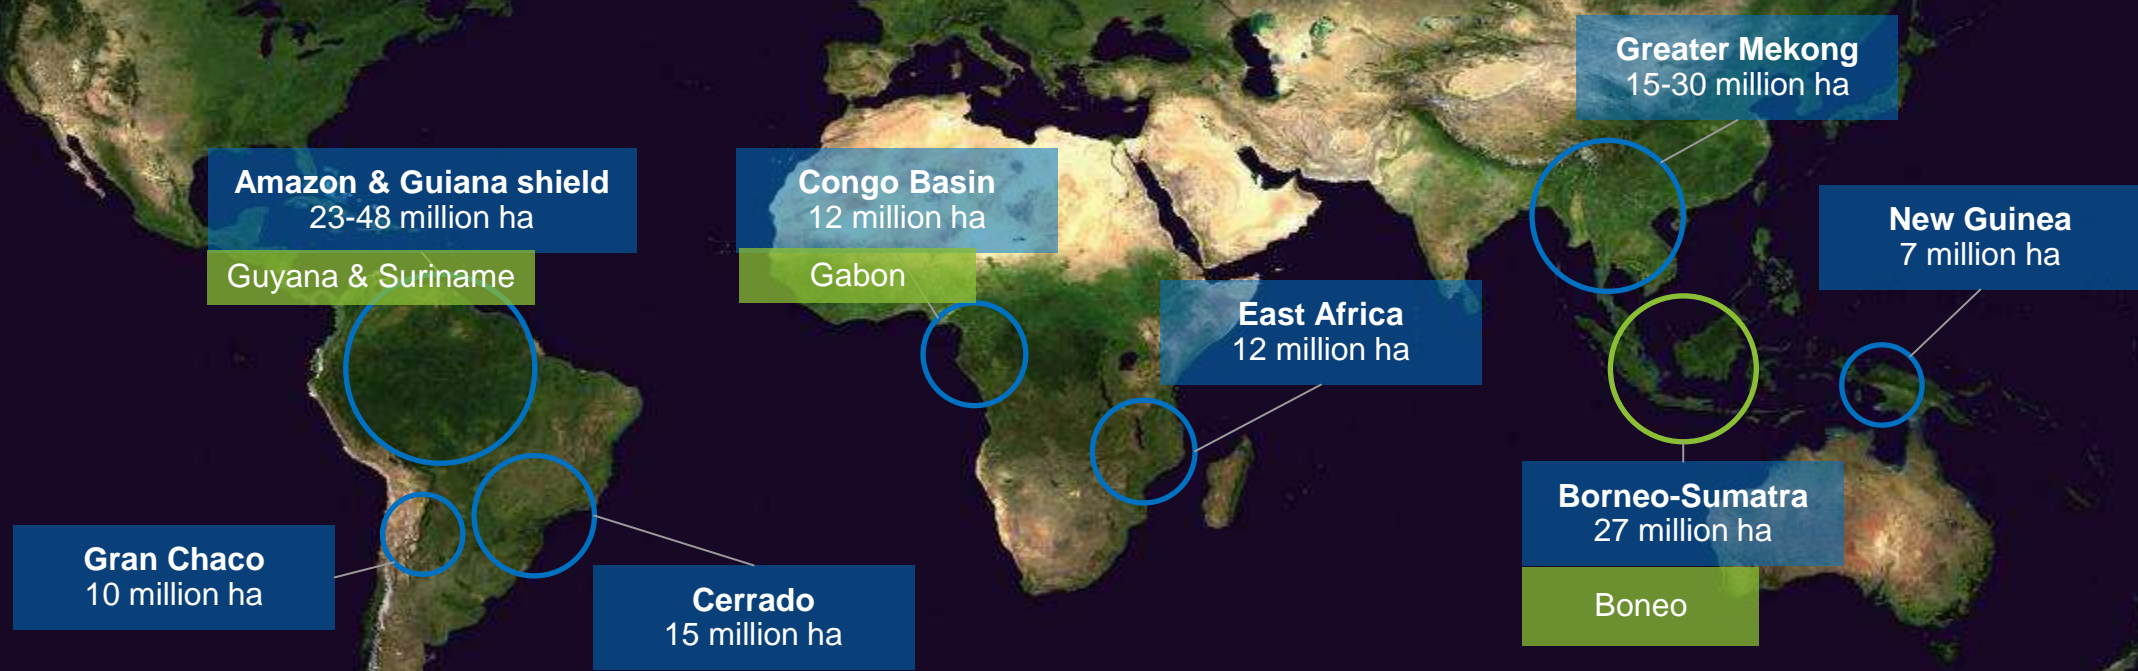 Greater Mekong
15-30 million ha
Amazon & Guiana shield
23-48 million ha
Guyana & Suriname
Congo Basin
12 million ha
Gabon
New Guinea
7 million ha
East Africa
12 million ha
Borneo-Sumatra
27 million ha
Boneo
Gran Chaco
10 million ha
Cerrado
15 million ha